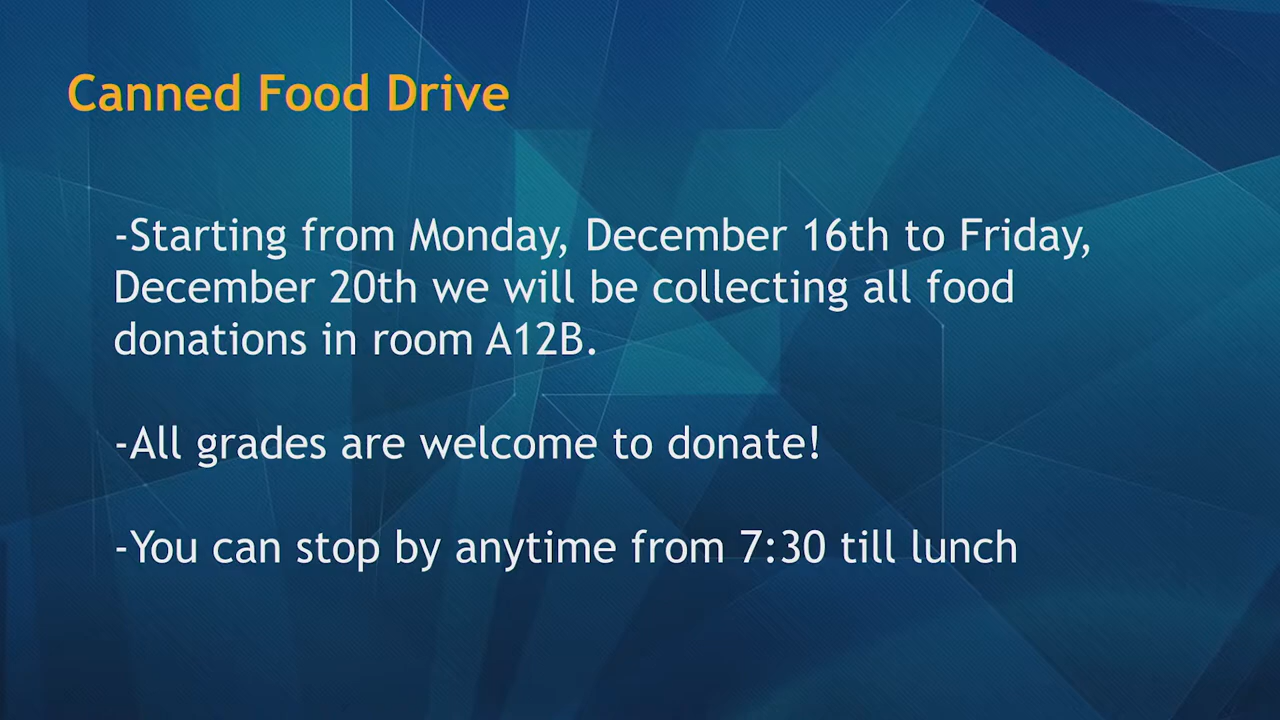 Canned Food Drive
-Starting from Monday, December 16th to Friday,
December 20th we will be collecting all food
donations in room A12B.
-All grades are welcome to donate!
-You can stop by anytime from 7:30 till lunch